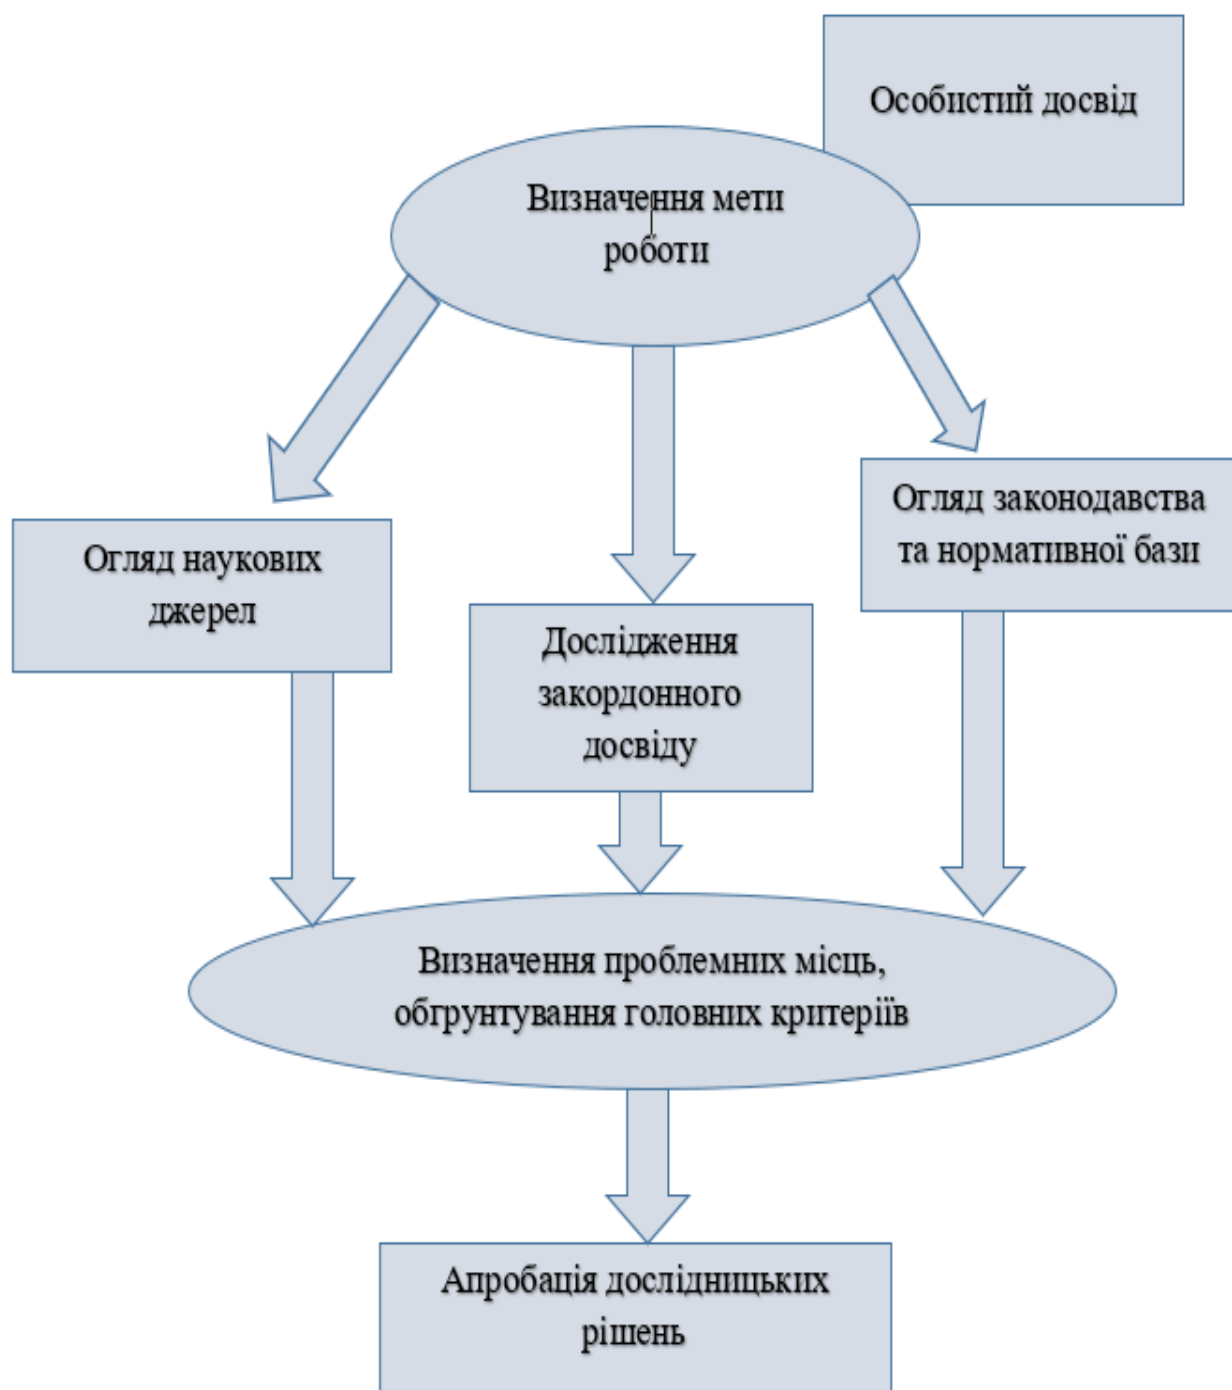 Особистий досвід
Визначення мети
роботи
Огляд наукових
джерел
Дослідження
закордонного
досвіду
Огляд законодавства
та нормативної бази
Визначення проблемних місць,
обгрунтування головних критеріїв
Апробація дослідницьких
рішень